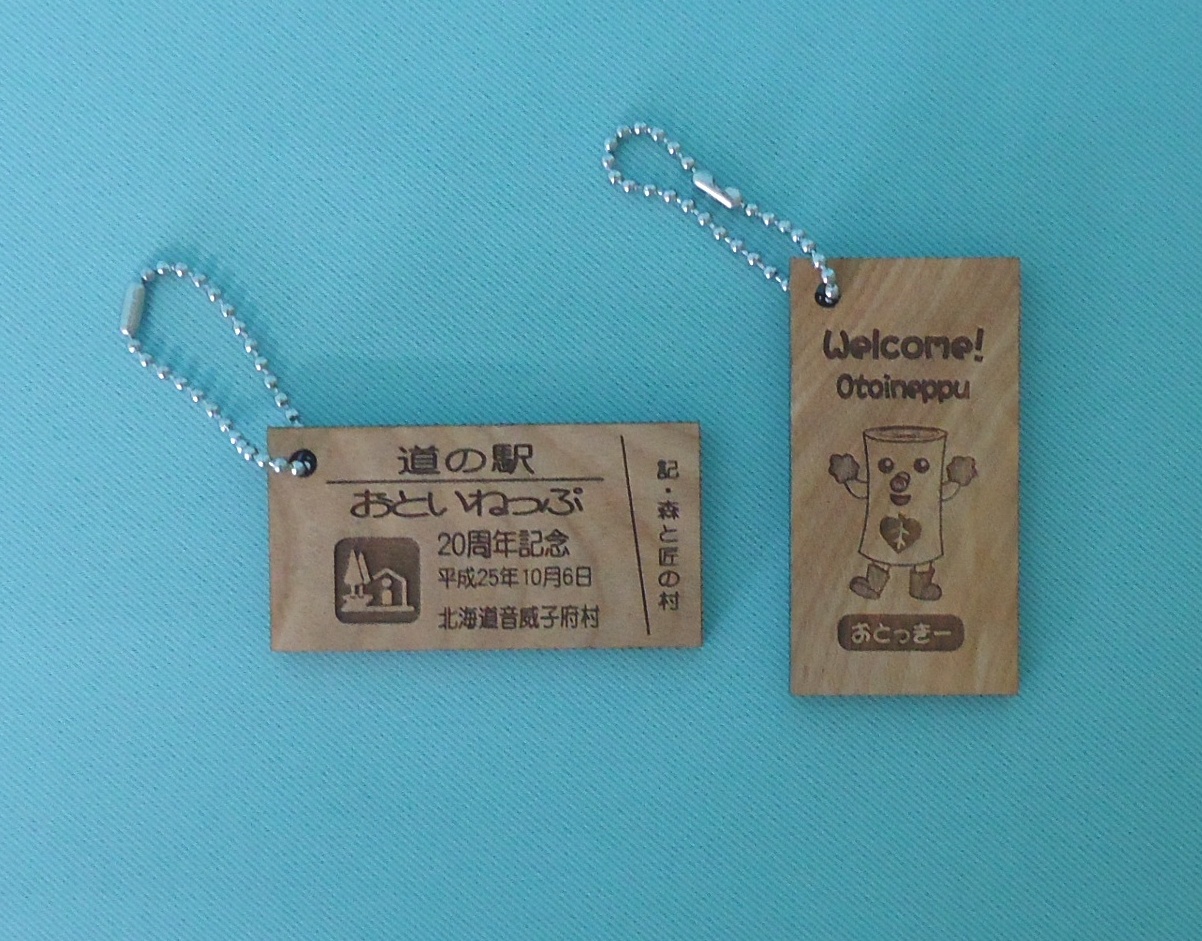 道の駅
おといねっぷ
20周年記念
平成25年10月6日
北海道音威子府村
記・森と匠の村
Welcome!
Otoineppu
おとっきー